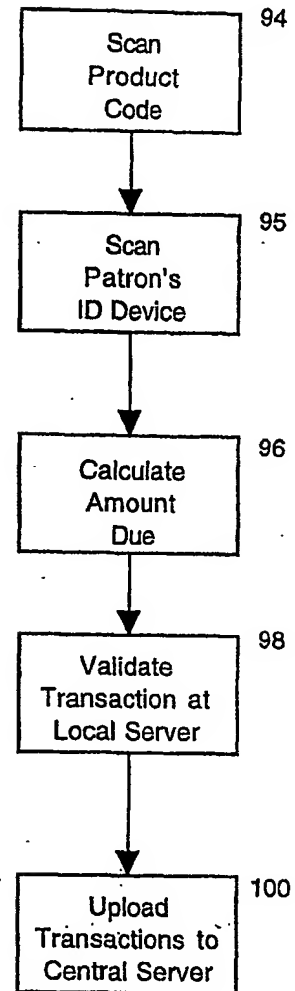 94
Scan
Product
Code
95
Scan
Patron's
ID Device
96
Calculate
Amount
Due
98
Validate
Transaction at
Local Server
100
Upload
Transactions to
Central Server